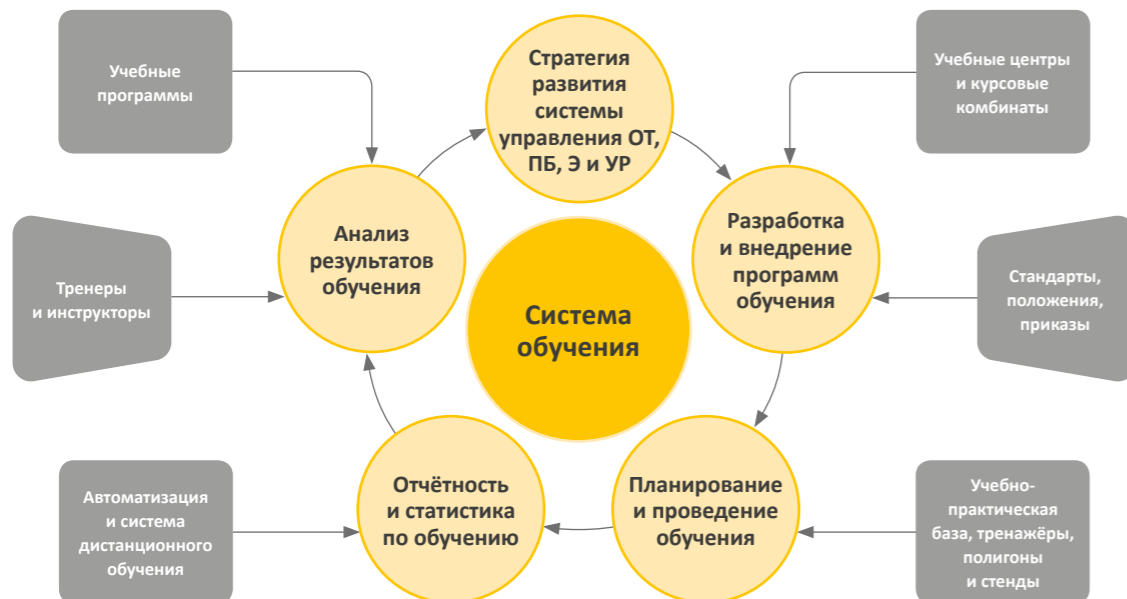 Учебные
программы
Стратегия
развития
системы
управления ОТ,
ПБ, Э и УР
Учебные центры
и курсовые
комбинаты
Анализ
результатов
обучения
Разработка
и внедрение
программ
обучения
Тренеры
и инструкторы
Система
обучения
Стандарты,
положения,
приказы
Автоматизация
и система
дистанционного
обучения
Отчётность
и статистика
по обучению
Планирование
и проведение
обучения
Учебно-
практическая
база, тренажёры,
полигоны
и стенды